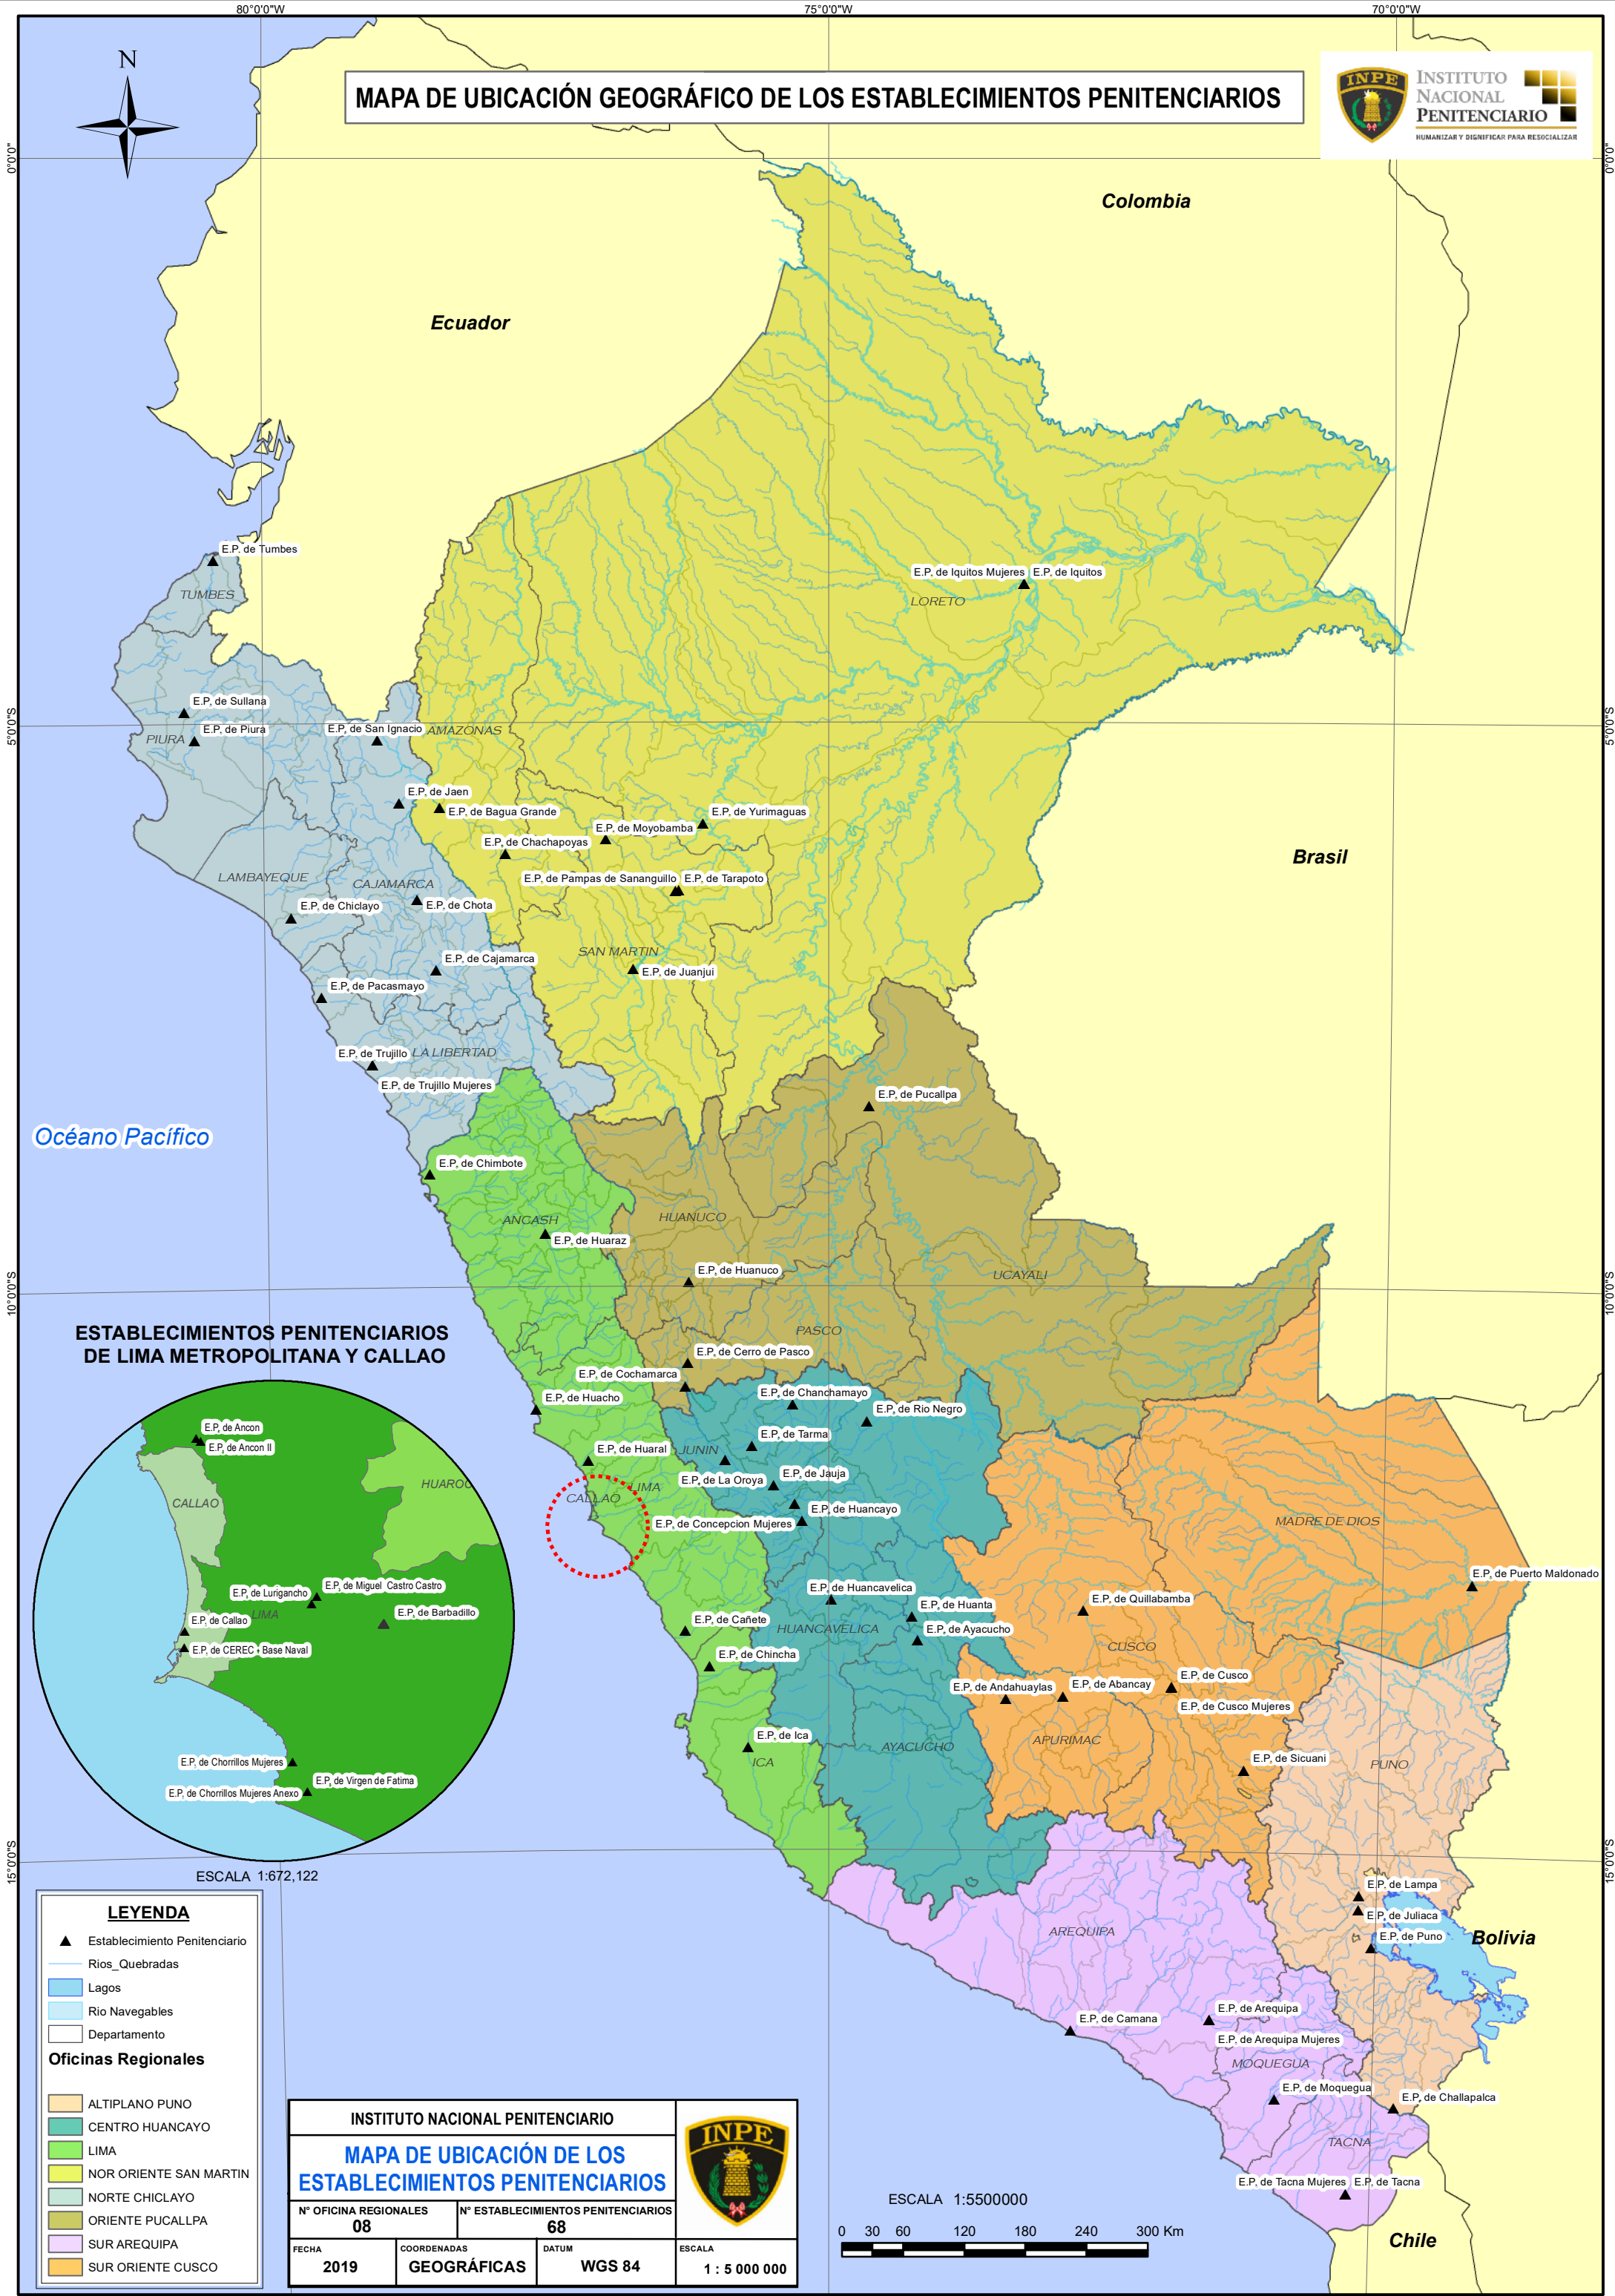 80°0'0"W
75°0'0"W
70°0'0"W
N
MAPA DE UBICACIÓN GEOGRÁFICO DE LOS ESTABLECIMIENTOS PENITENCIARIOS
INPE
INSTITUTO
NACIONAL
PENITENCIARIO
HUMANIZAR Y DIGNIFICAR PARA RESOCIALIZAR
0°0'0"
0°0'0"
Colombia
Ecuador
E.P. de Tumbes
TUMBES
E.P. de Iquitos Mujeres
E.P. de Iquitos
LORETO
E.P. de Sullana
E.P. de Piura
PIURA
E.P. de San Ignacio
AMAZONAS
5°0'0"S
5°0'0"S
E.P. de Jaen
E.P. de Bagua Grande
E.P. de Yurimaguas
E.P. de Moyobamba
E.P. de Chachapoyas
Brasil
LAMBAYEQUE
CAJAMARCA
E.P. de Pampas de Sananguillo
E.P. de Tarapoto
E.P. de Chiclayo
E.P. de Chota
SAN MARTIN
E.P. de Cajamarca
E.P. de Juanjui
E.P. de Pacasmayo
E.P. de Trujillo
LA LIBERTAD
E.P. de Trujillo Mujeres
E.P. de Pucallpa
Océano Pacífico
E.P. de Chimbote
ANCASH
HUANUCO
E.P. de Huaraz
E.P. de Huanuco
UCAYALI
10°0'0"S
10°0'0"S
PASCO
E.P. de Cerro de Pasco
E.P. de Cochamarca
E.P. de Chanchamayo
E.P. de Huacho
E.P. de Rio Negro
E.P. de Tarma
E.P. de Huaral
JUNIN
E.P. de La Oroya
E.P. de Jauja
LIMA
CALLAO
E.P. de Huancayo
E.P. de Concepcion Mujeres
MADRE DE DIOS
E.P. de Puerto Maldonado
E.P. de Huancavelica
E.P. de Quillabamba
E.P. de Huanta
E.P. de Cañete
HUANCAVELICA
E.P. de Ayacucho
CUSCO
E.P. de Chincha
E.P. de Cusco
E.P. de Andahuaylas
E.P. de Abancay
E.P. de Cusco Mujeres
E.P. de Ica
ICA
AYACUCHO
APURIMAC
E.P. de Sicuani
PUNO
15°0'0"S
15°0'0"S
E.P. de Lampa
E.P. de Juliaca
E.P. de Puno
Bolivia
AREQUIPA
E.P. de Camana
E.P. de Arequipa
E.P. de Arequipa Mujeres
MOQUEGUA
E.P. de Moquegua
E.P. de Challapalca
TACNA
E.P. de Tacna Mujeres
E.P. de Tacna
Chile
ESTABLECIMIENTOS PENITENCIARIOS
DE LIMA METROPOLITANA Y CALLAO
E.P. de Ancon
E.P. de Ancon II
CALLAO
HUAROC
E.P. de Lurigancho
E.P. de Miguel Castro Castro
LIMA
E.P. de Barbadillo
E.P. de Callao
E.P. de CEREC - Base Naval
E.P. de Chorrillos Mujeres
E.P. de Virgen de Fatima
E.P. de Chorrillos Mujeres Anexo
ESCALA 1:672,122
LEYENDA
Establecimiento Penitenciario
Rios_Quebradas
Lagos
Rio Navegables
Departamento
Oficinas Regionales
ALTIPLANO PUNO
CENTRO HUANCAYO
LIMA
NOR ORIENTE SAN MARTIN
NORTE CHICLAYO
ORIENTE PUCALLPA
SUR AREQUIPA
SUR ORIENTE CUSCO
INSTITUTO NACIONAL PENITENCIARIO
MAPA DE UBICACIÓN DE LOS
ESTABLECIMIENTOS PENITENCIARIOS
INPE
N° OFICINA REGIONALES
08
N° ESTABLECIMIENTOS PENITENCIARIOS
68
FECHA
2019
COORDENADAS
GEOGRÁFICAS
DATUM
WGS 84
ESCALA
1 : 5 000 000
ESCALA 1:5500000
0 30 60 120 180 240 300 Km